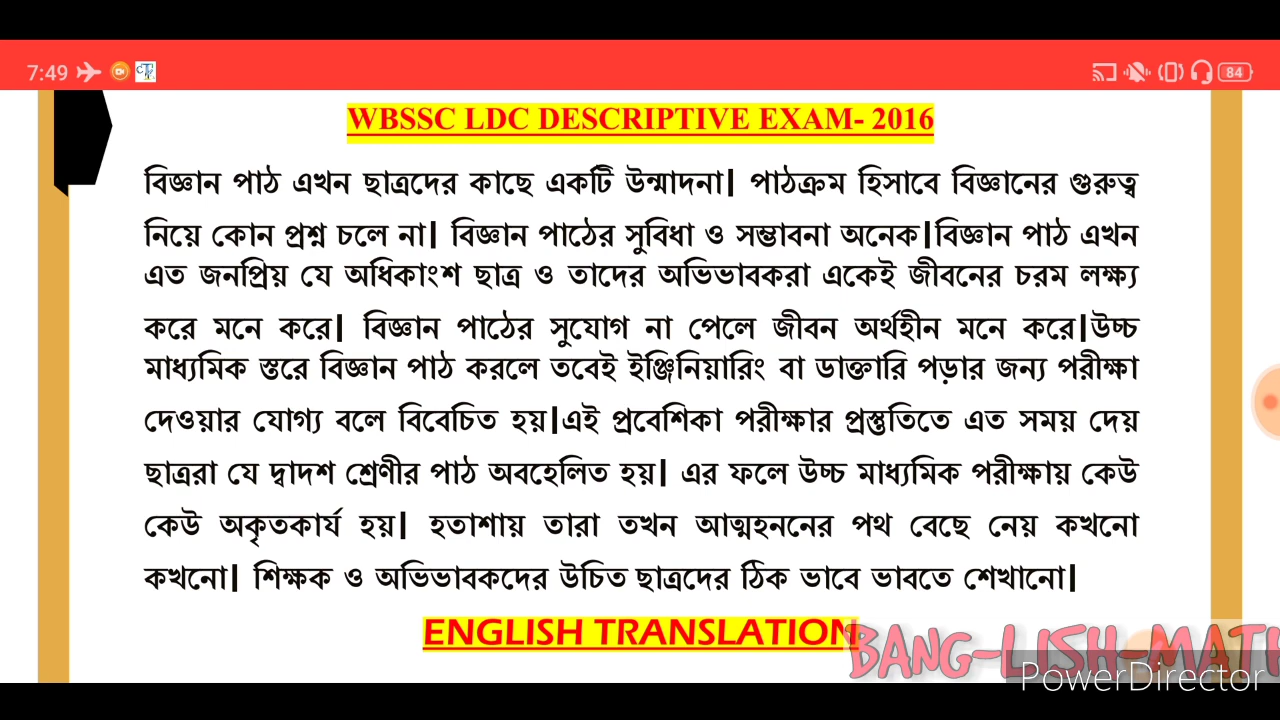 7:49
84
WBSSC LDC DESCRIPTIVE EXAM- 2016
বিজ্ঞান পাঠ এখন ছাত্রদের কাছে একটি উন্মাদনা। পাঠক্রম হিসাবে বিজ্ঞানের গুরুত্ব
নিয়ে কোন প্রশ্ন চলে না। বিজ্ঞান পাঠের সুবিধা ও সম্ভাবনা অনেক।বিজ্ঞান পাঠ এখন
এত জনপ্রিয় যে অধিকাংশ ছাত্র ও তাদের অভিভাবকরা একেই জীবনের চরম লক্ষ্য
করে মনে করে। বিজ্ঞান পাঠের সুযোগ না পেলে জীবন অর্থহীন মনে করে।উচ্চ
মাধ্যমিক স্তরে বিজ্ঞান পাঠ করলে তবেই ইঞ্জিনিয়ারিং বা ডাক্তারি পড়ার জন্য পরীক্ষা
দেওয়ার যোগ্য বলে বিবেচিত হয়।এই প্রবেশিকা পরীক্ষার প্রস্তুতিতে এত সময় দেয়
ছাত্ররা যে দ্বাদশ শ্রেণীর পাঠ অবহেলিত হয়। এর ফলে উচ্চ মাধ্যমিক পরীক্ষায় কেউ
কেউ অকৃতকার্য হয়। হতাশায় তারা তখন আত্মহননের পথ বেছে নেয় কখনো
কখনো। শিক্ষক ও অভিভাবকদের উচিত ছাত্রদের ঠিক ভাবে ভাবতে শেখানো।
ENGLISH TRANSLATION
BANG-LISH-MATH
PowerDirector